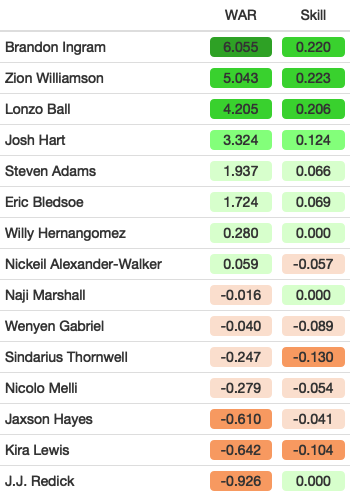 WAR Skill
Brandon Ingram 6.055 0.220
Zion Williamson 5.043 0.223
Lonzo Ball 4.205 0.206
Josh Hart 3.324 0.124
Steven Adams 1.937 0.066
Eric Bledsoe 1.724 0.069
Willy Hernangomez 0.280 0.000
Nickeil Alexander-Walker 0.059 -0.057
Naji Marshall -0.016 0.000
Wenyen Gabriel -0.040 -0.089
Sindarius Thornwell -0.247 -0.130
Nicolo Melli -0.279 -0.054
Jaxson Hayes -0.610 -0.041
Kira Lewis -0.642 -0.104
J.J. Redick -0.926 0.000